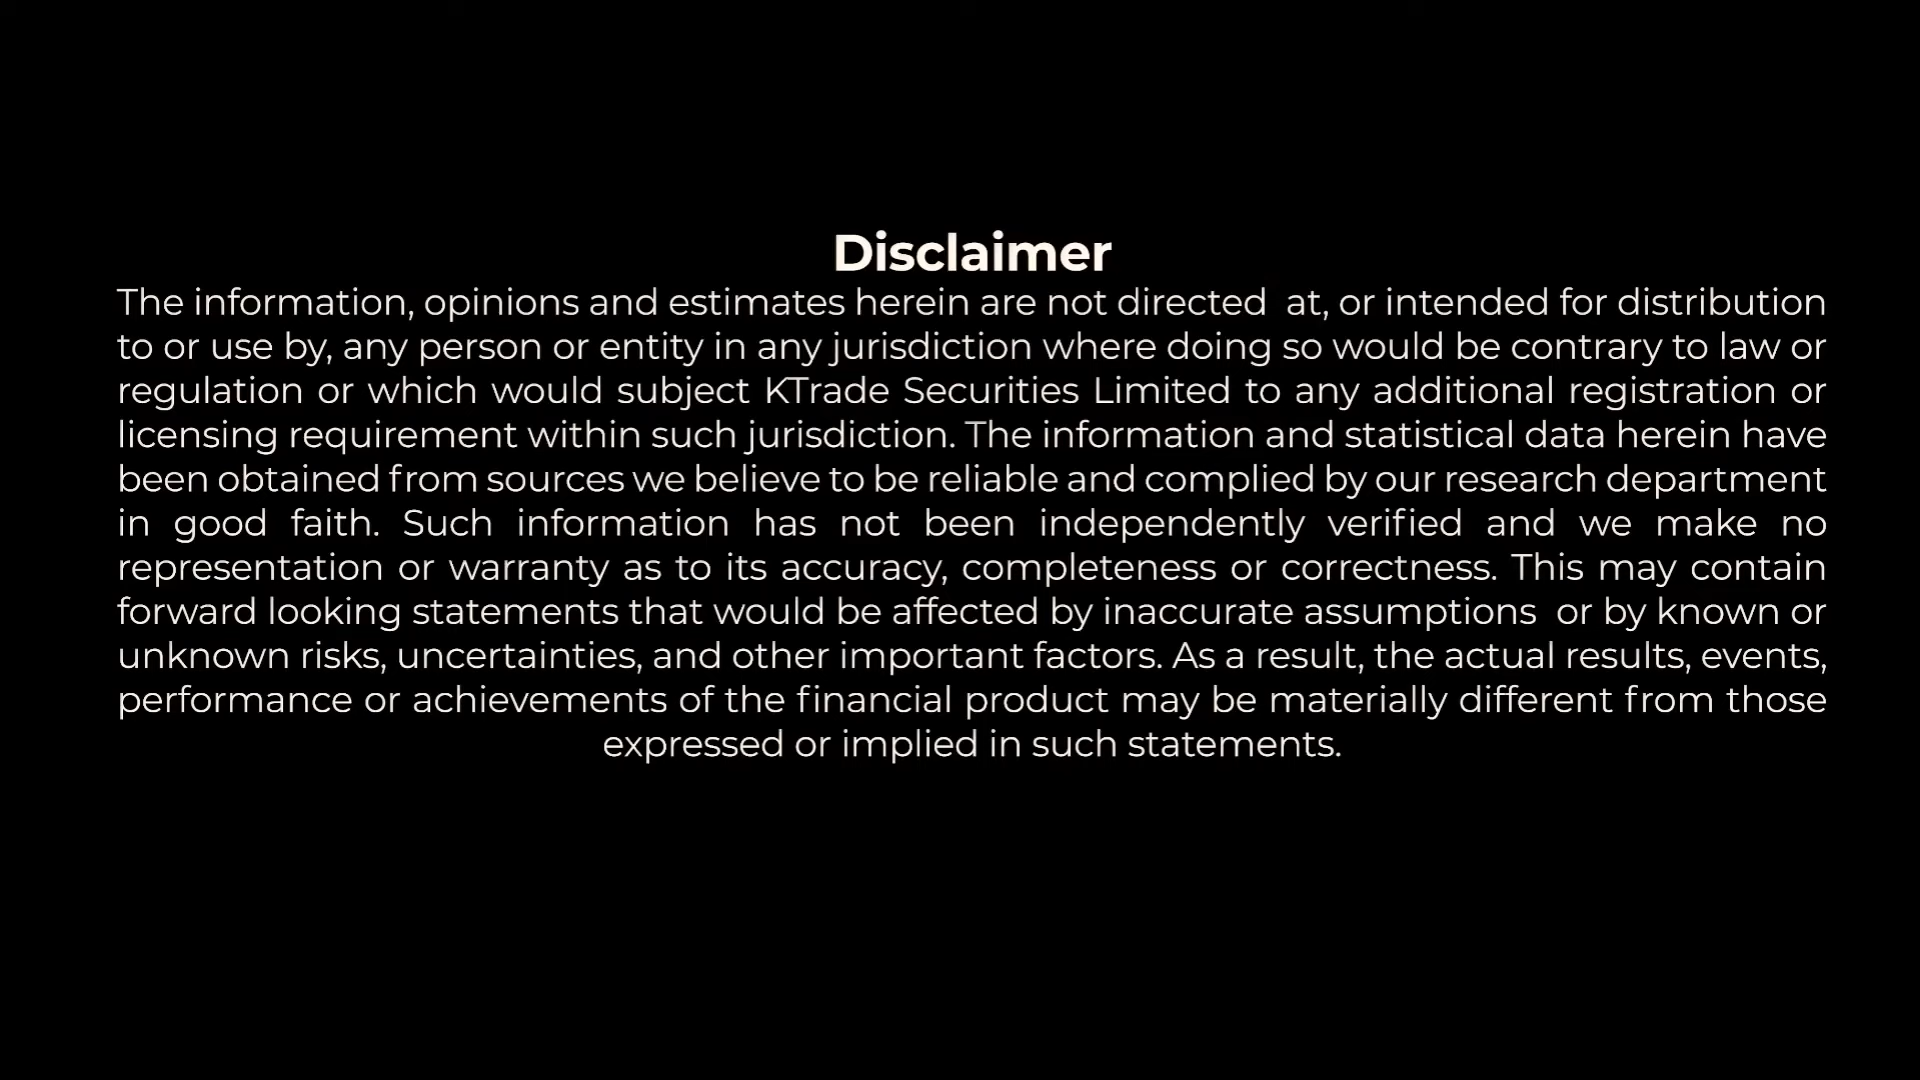 Disclaimer
The information, opinions and estimates herein are not directed  at, or intended for distribution
to or use by, any person or entity in any jurisdiction where doing so would be contrary to law or
regulation or which would subject KTrade Securities Limited to any additional registration or
licensing requirement within such jurisdiction. The information and statistical data herein have
been obtained from sources we believe to be reliable and complied by our research department
in good faith. Such information has not been independently verified and we make no
representation or warranty as to its accuracy, completeness or correctness. This may contain
forward looking statements that would be affected by inaccurate assumptions  or by known or
unknown risks, uncertainties, and other important factors. As a result, the actual results, events,
performance or achievements of the financial product may be materially different from those
expressed or implied in such statements.